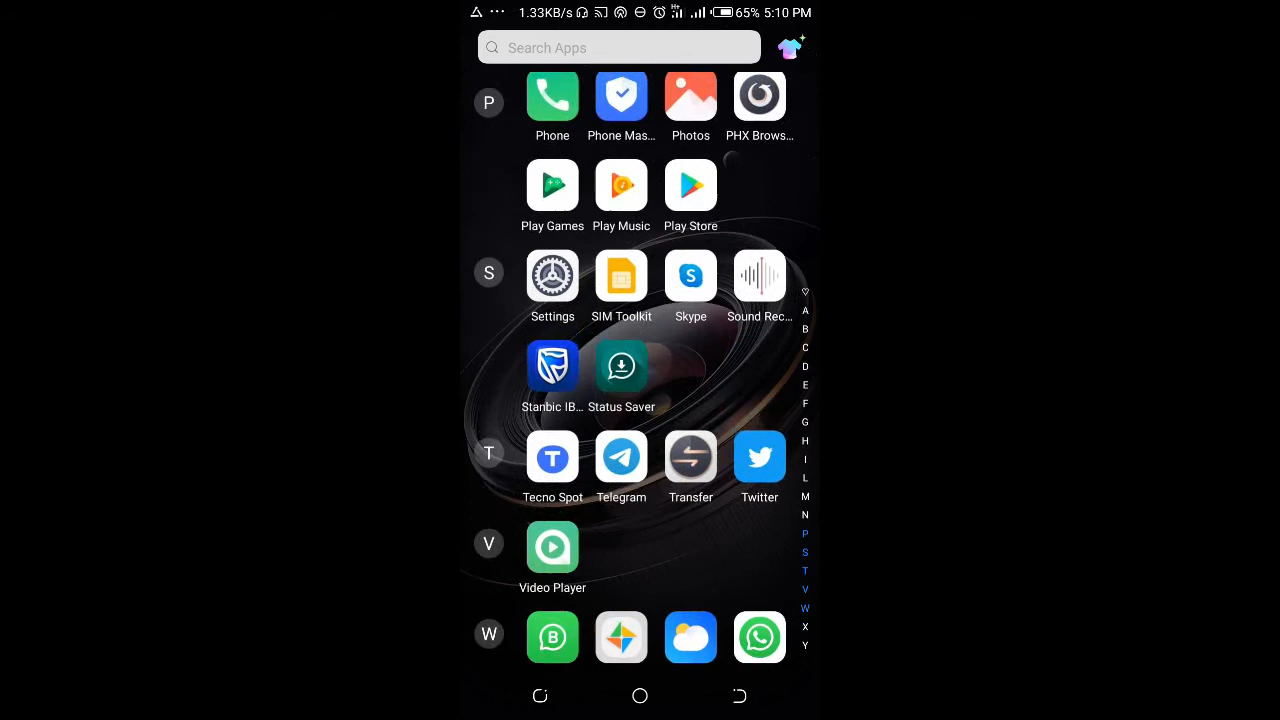 1.33KB/s H+ 65% 5:10 PM
Search Apps
P
Phone Phone Mas... Photos PHX Brows...
Play Games Play Music Play Store
S
S
Settings SIM Toolkit Skype Sound Rec...
Stanbic IB... Status Saver
T
T
Tecno Spot Telegram Transfer Twitter
V
Video Player
W
B
A
B
C
D
E
F
G
H
I
L
M
N
P
S
T
V
W
X
Y